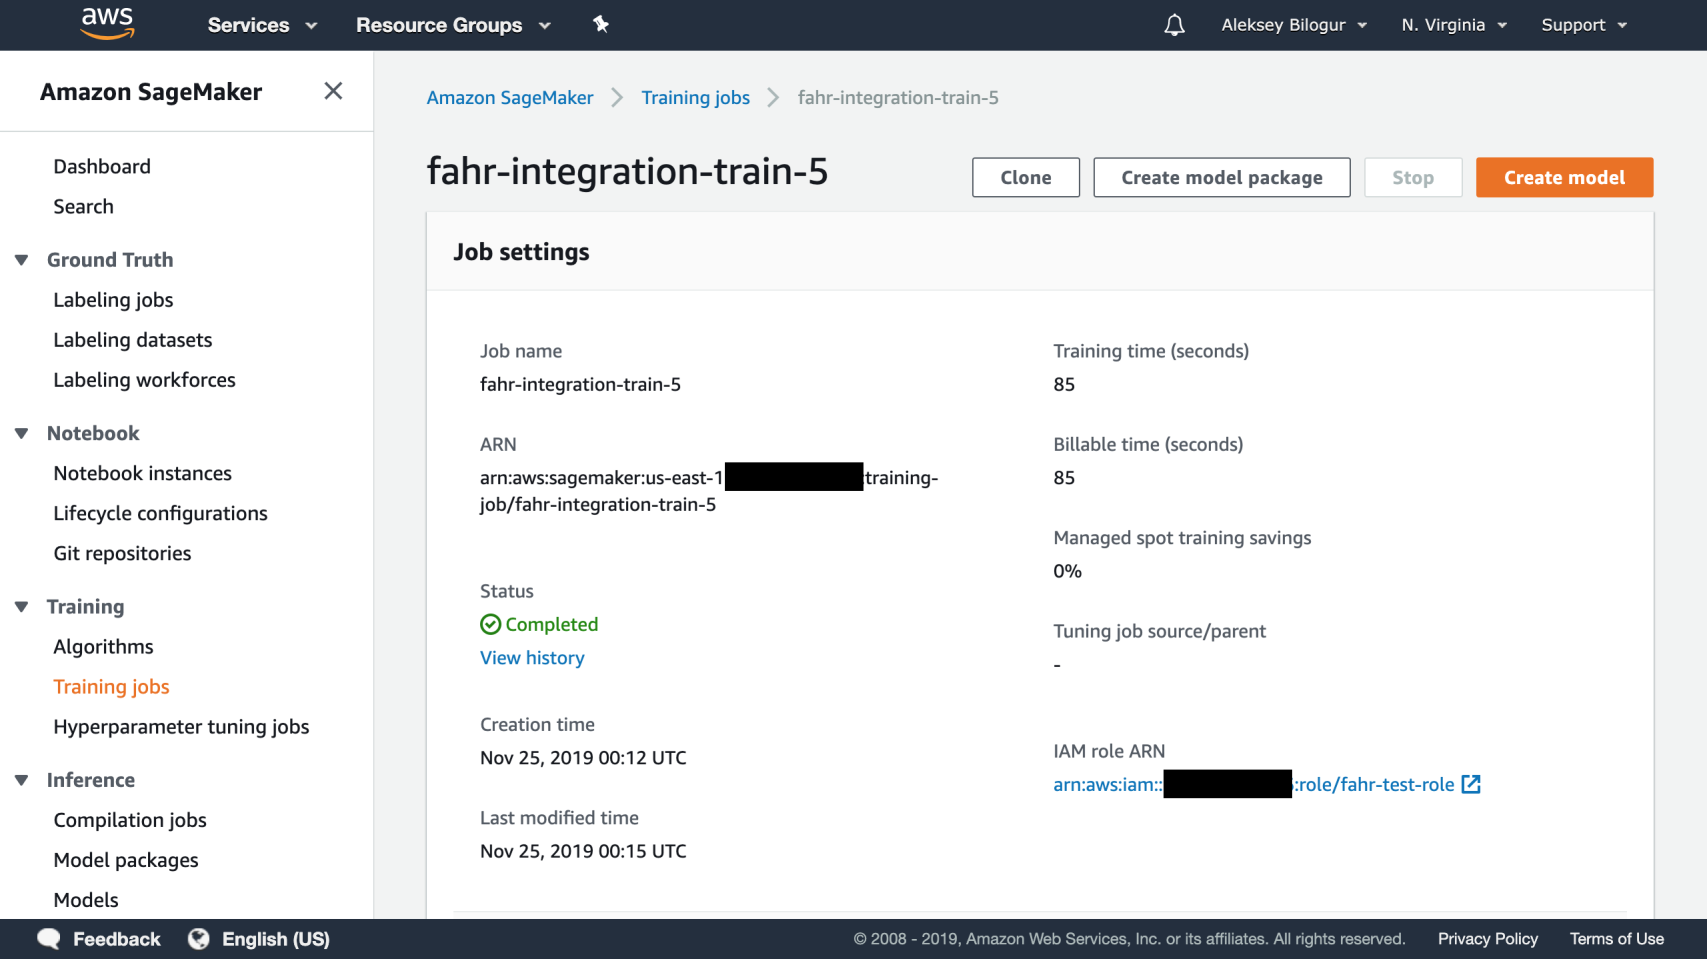 aws Services Resource Groups Aleksey Bilogur N. Virginia Support
Amazon SageMaker
Dashboard
Search
Ground Truth
Labeling jobs
Labeling datasets
Labeling workforces
Notebook
Notebook instances
Lifecycle configurations
Git repositories
Training
Algorithms
Training jobs
Hyperparameter tuning jobs
Inference
Compilation jobs
Model packages
Models
Amazon SageMaker > Training jobs > fahr-integration-train-5
fahr-integration-train-5
Clone Create model package Stop Create model
Job settings
Job name
fahr-integration-train-5
ARN
arn:aws:sagemaker:us-east-1 :training-
job/fahr-integration-train-5
Status
Completed
View history
Creation time
Nov 25, 2019 00:12 UTC
Last modified time
Nov 25, 2019 00:15 UTC
Training time (seconds)
85
Billable time (seconds)
85
Managed spot training savings
0%
Tuning job source/parent
-
IAM role ARN
arn:aws:iam:: :role/fahr-test-role
Feedback English (US) © 2008 - 2019, Amazon Web Services, Inc. or its affiliates. All rights reserved. Privacy Policy Terms of Use